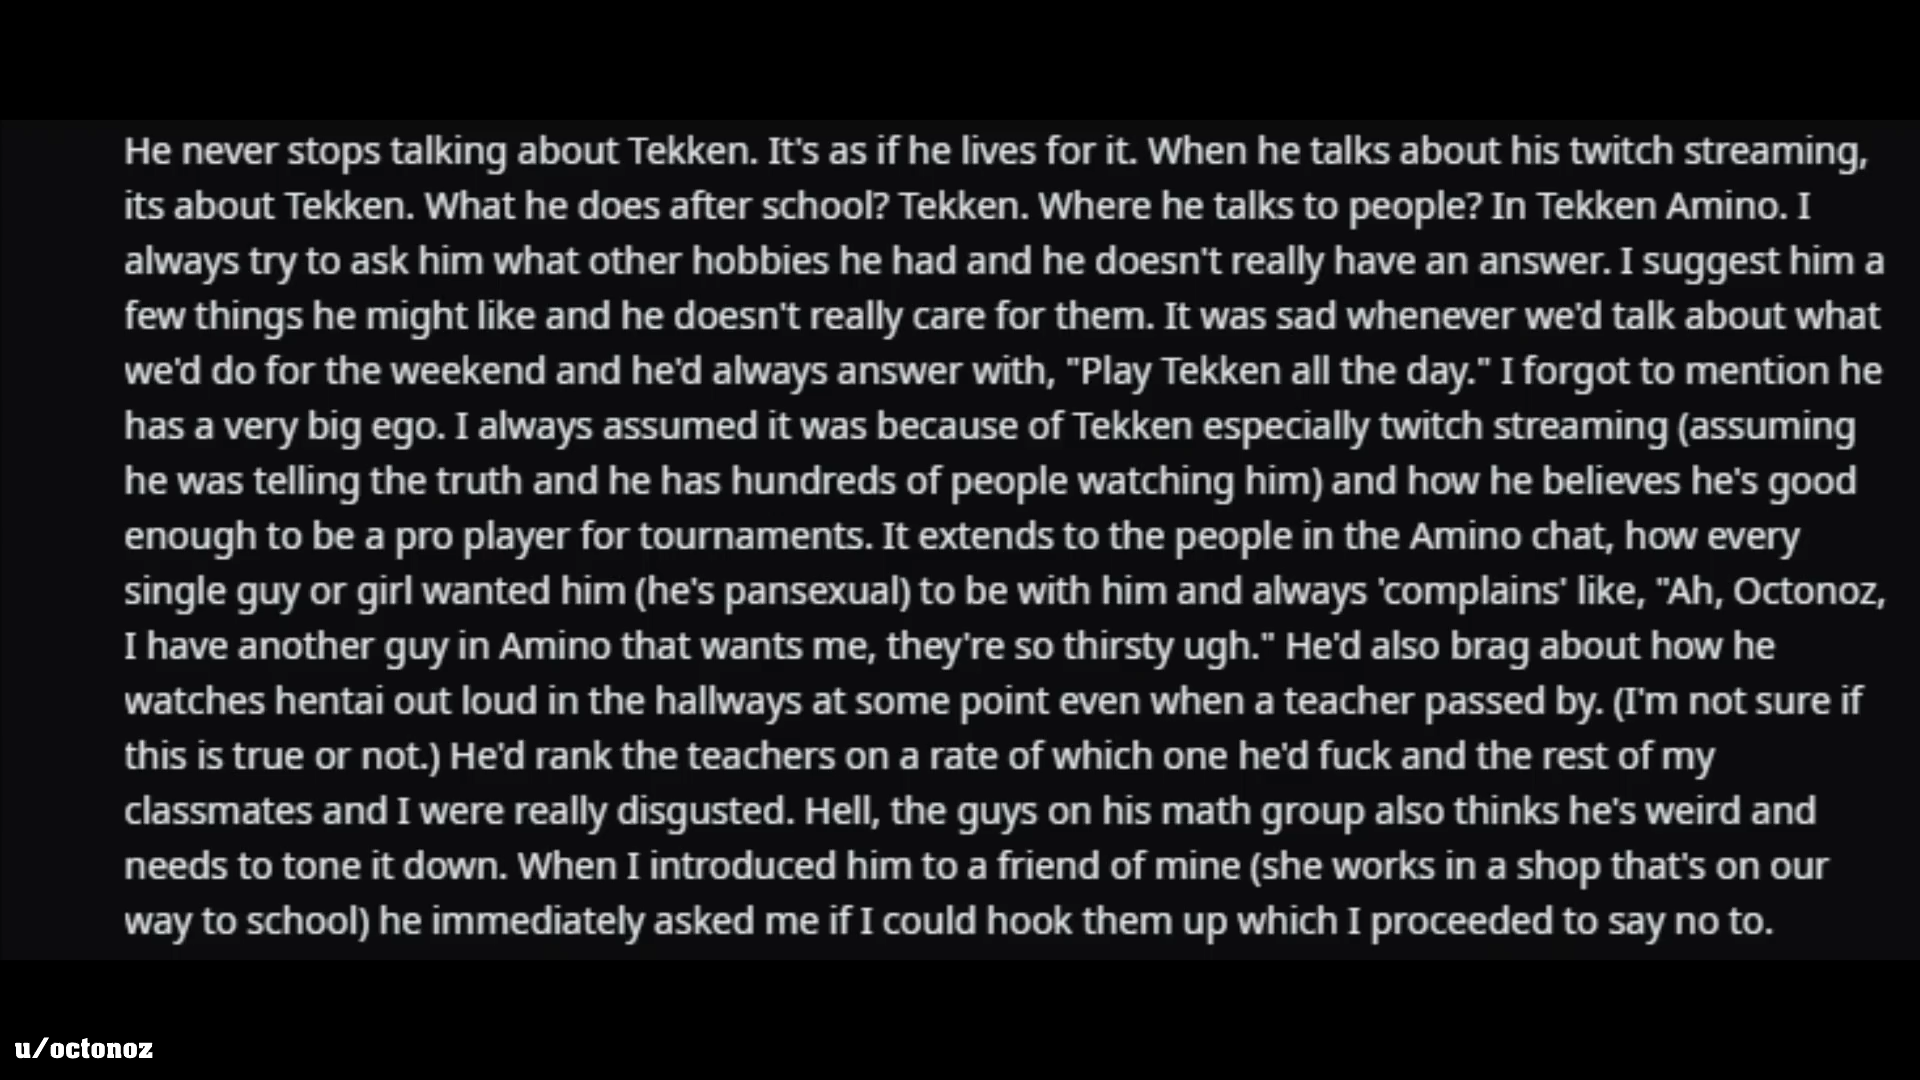 He never stops talking about Tekken. It's as if he lives for it. When he talks about his twitch streaming,
its about Tekken. What he does after school? Tekken. Where he talks to people? In Tekken Amino. I
always try to ask him what other hobbies he had and he doesn't really have an answer. I suggest him a
few things he might like and he doesn't really care for them. It was sad whenever we'd talk about what
we'd do for the weekend and he'd always answer with, "Play Tekken all the day." I forgot to mention he
has a very big ego. I always assumed it was because of Tekken especially twitch streaming (assuming
he was telling the truth and he has hundreds of people watching him) and how he believes he's good
enough to be a pro player for tournaments. It extends to the people in the Amino chat, how every
single guy or girl wanted him (he's pansexual) to be with him and always 'complains' like, "Ah, Octonoz,
I have another guy in Amino that wants me, they're so thirsty ugh." He'd also brag about how he
watches hentai out loud in the hallways at some point even when a teacher passed by. (I'm not sure if
this is true or not.) He'd rank the teachers on a rate of which one he'd fuck and the rest of my
classmates and I were really disgusted. Hell, the guys on his math group also thinks he's weird and
needs to tone it down. When I introduced him to a friend of mine (she works in a shop that's on our
way to school) he immediately asked me if I could hook them up which I proceeded to say no to.
u/octonoz